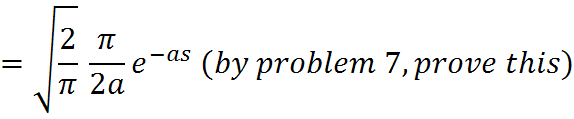 = √(2/π) π/(2a) e^(−as) (by problem 7, prove this)